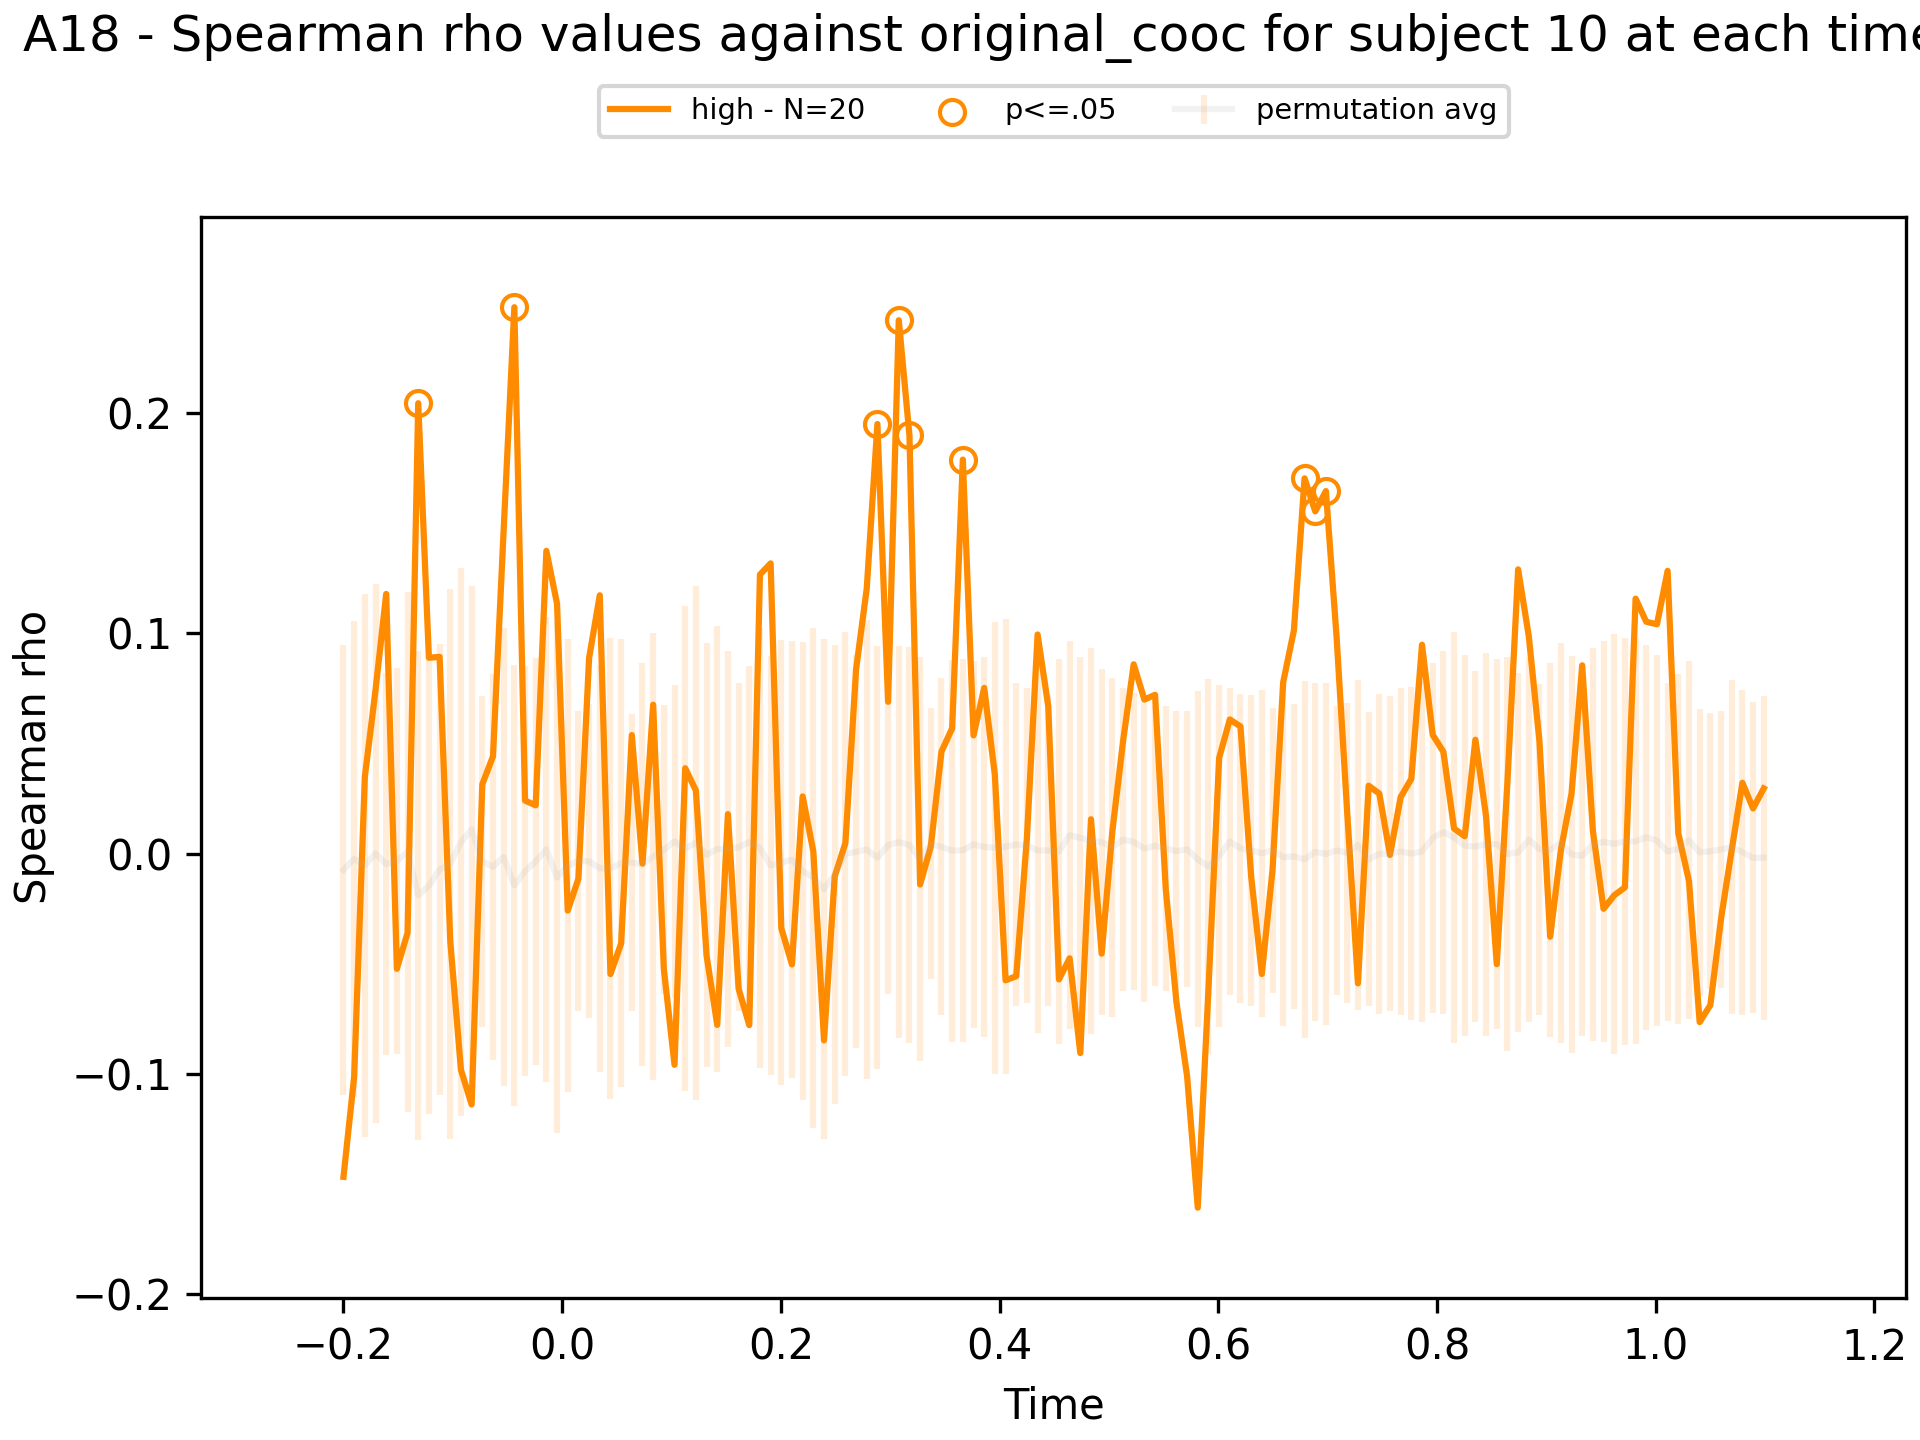 A18 - Spearman rho values against original_cooc for subject 10 at each time
high - N=20 p<=.05 permutation avg
Spearman rho
0.2
0.1
0.0
−0.1
−0.2
−0.2 0.0 0.2 0.4 0.6 0.8 1.0 1.2
Time